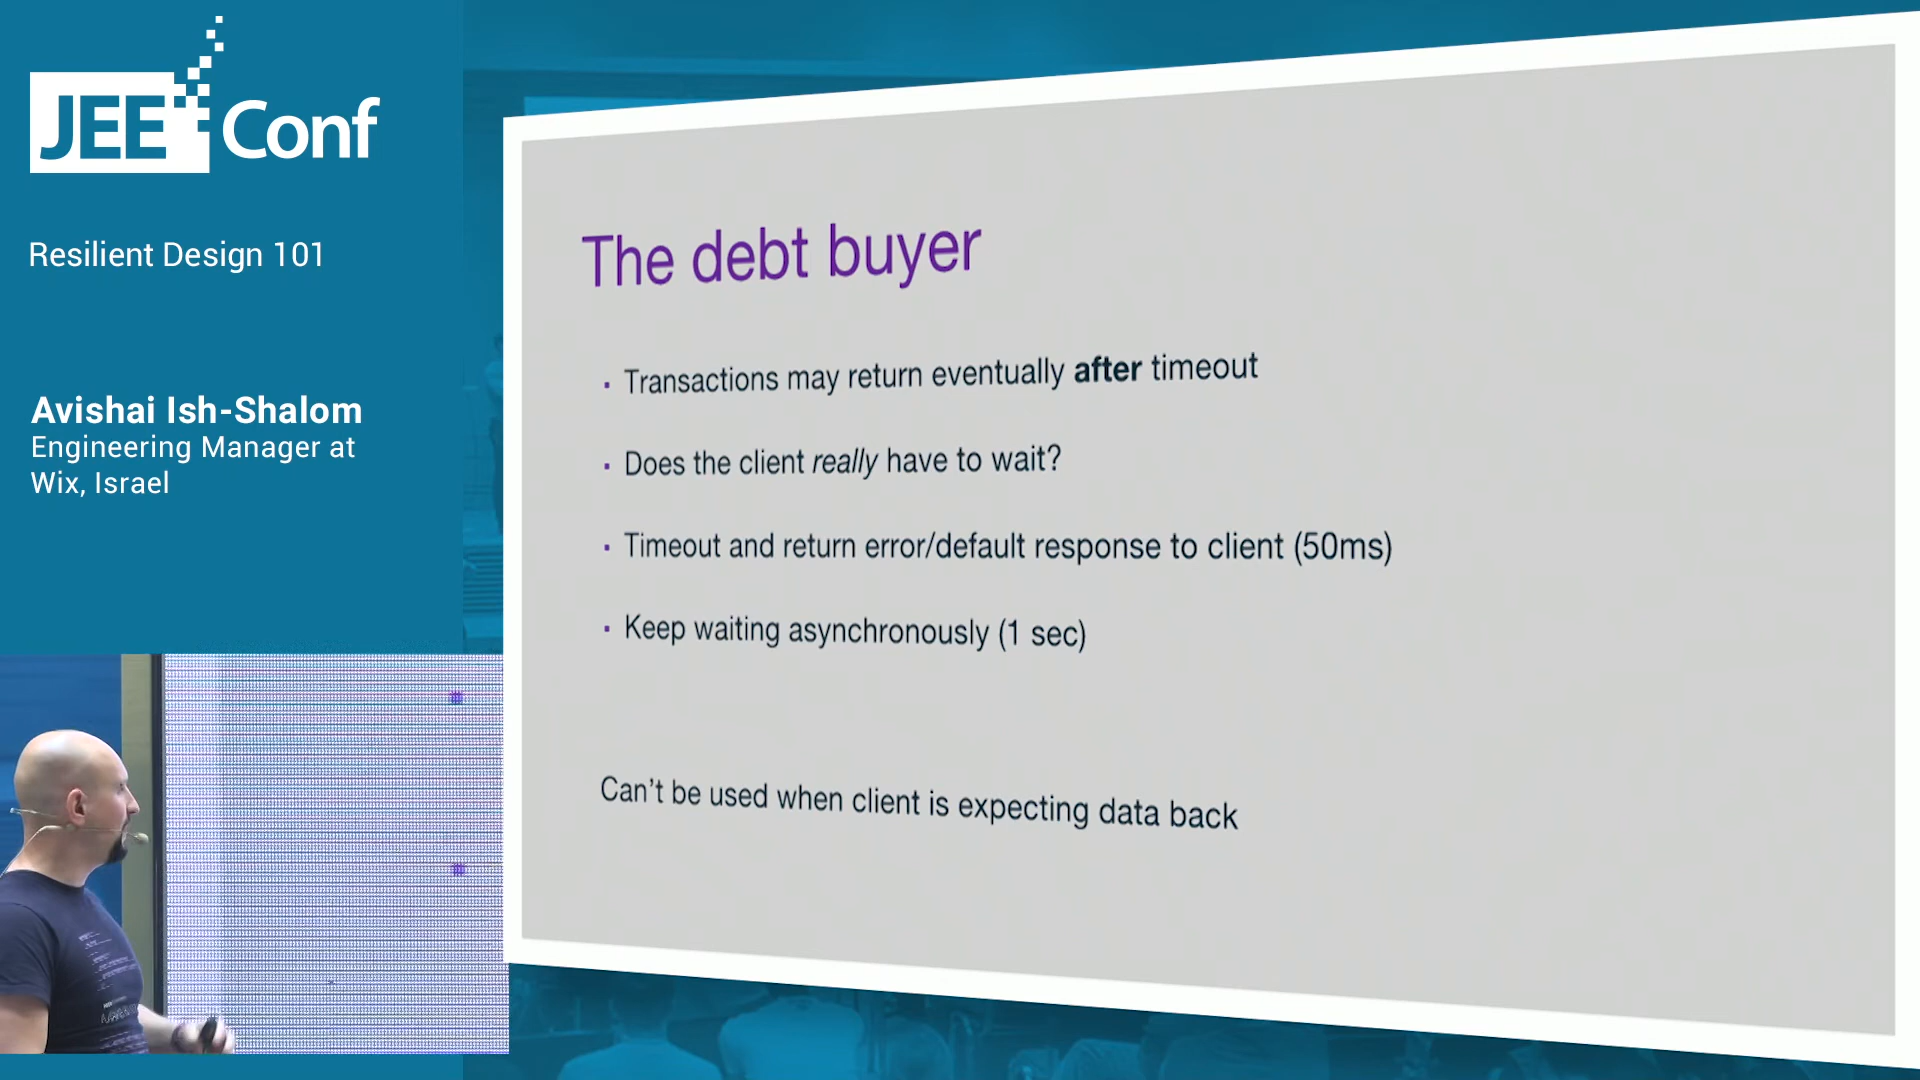 JEE Conf
Resilient Design 101
Avishai Ish-Shalom
Engineering Manager at
Wix, Israel
The debt buyer
Transactions may return eventually after timeout
Does the client really have to wait?
Timeout and return error/default response to client (50ms)
Keep waiting asynchronously (1 sec)
Can't be used when client is expecting data back